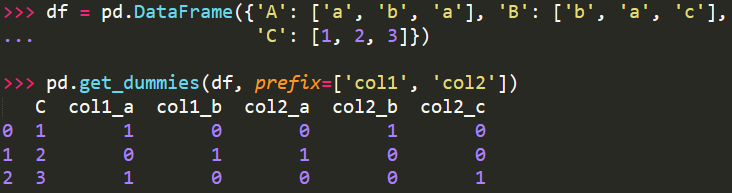 >>> df = pd.DataFrame({'A': ['a', 'b', 'a'], 'B': ['b', 'a', 'c'],
...                    'C': [1, 2, 3]})
>>> pd.get_dummies(df, prefix=['col1', 'col2'])
   C  col1_a  col1_b  col2_a  col2_b  col2_c
0  1       1       0       0       1       0
1  2       0       1       1       0       0
2  3       1       0       0       0       1